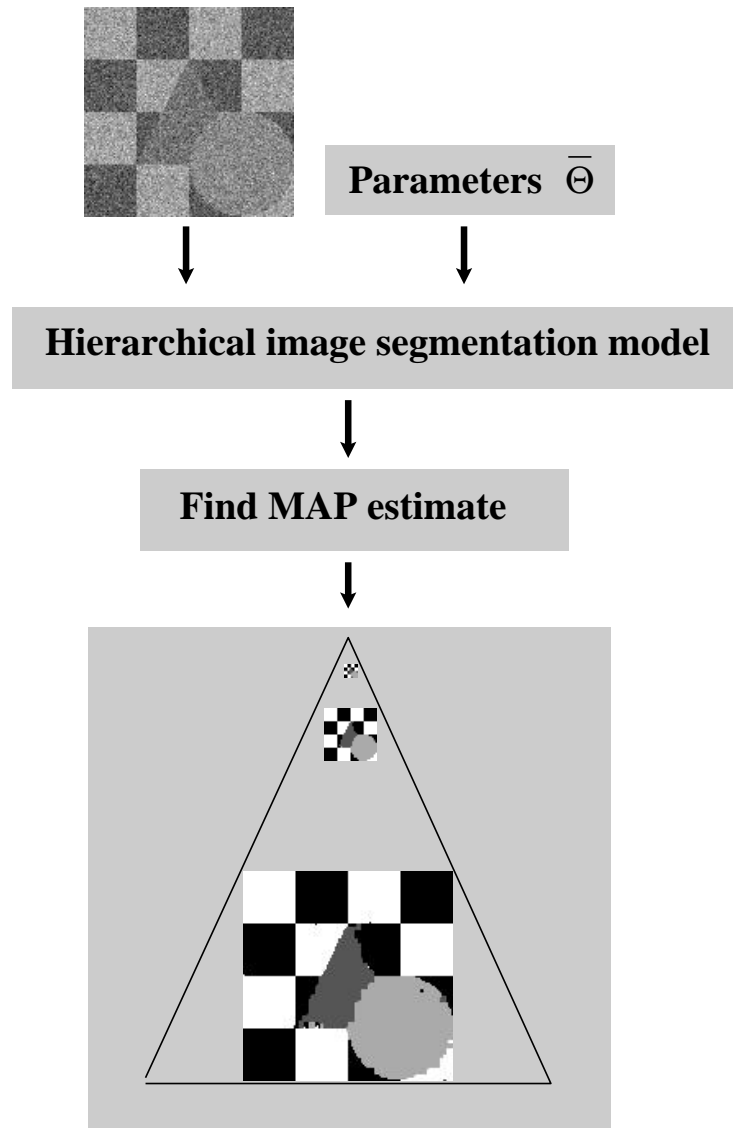 Parameters Θ̅
Hierarchical image segmentation model
Find MAP estimate